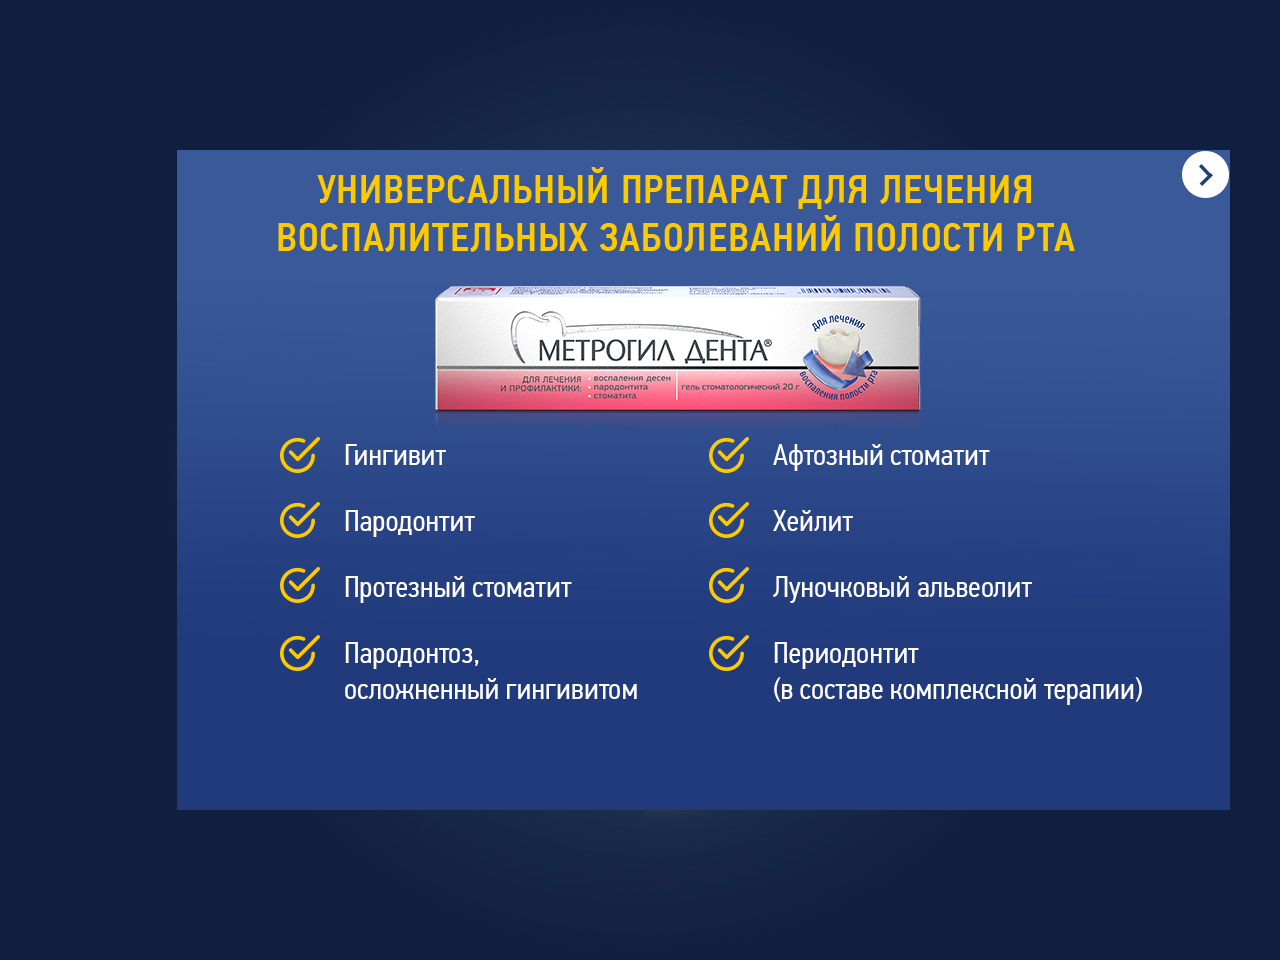 УНИВЕРСАЛЬНЫЙ ПРЕПАРАТ ДЛЯ ЛЕЧЕНИЯ
ВОСПАЛИТЕЛЬНЫХ ЗАБОЛЕВАНИЙ ПОЛОСТИ РТА
МЕТРОГИЛ ДЕНТА®
ДЛЯ ЛЕЧЕНИЯ
И ПРОФИЛАКТИКИ:
воспаления десен
пародонтита
стоматита
гель стоматологический 20 г
для лечения
воспаления полости рта
Гингивит
Пародонтит
Протезный стоматит
Пародонтоз,
осложненный гингивитом
Афтозный стоматит
Хейлит
Луночковый альвеолит
Периодонтит
(в составе комплексной терапии)